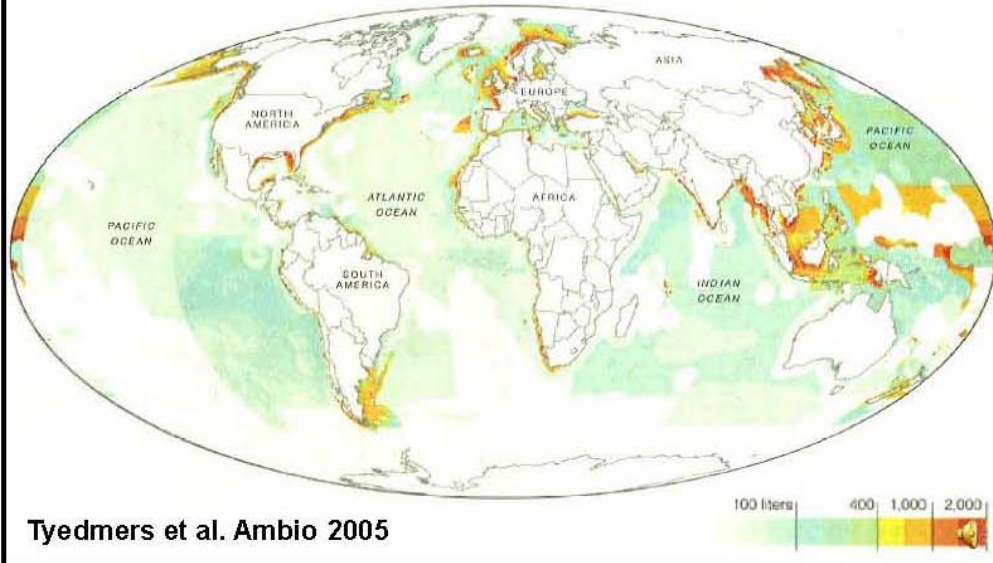 ASIA
EUROPE
NORTH
AMERICA
PACIFIC
OCEAN
ATLANTIC
OCEAN
AFRICA
PACIFIC
OCEAN
SOUTH
AMERICA
INDIAN
OCEAN
100 liters 400 1,000 2,000
Tyedmers et al. Ambio 2005